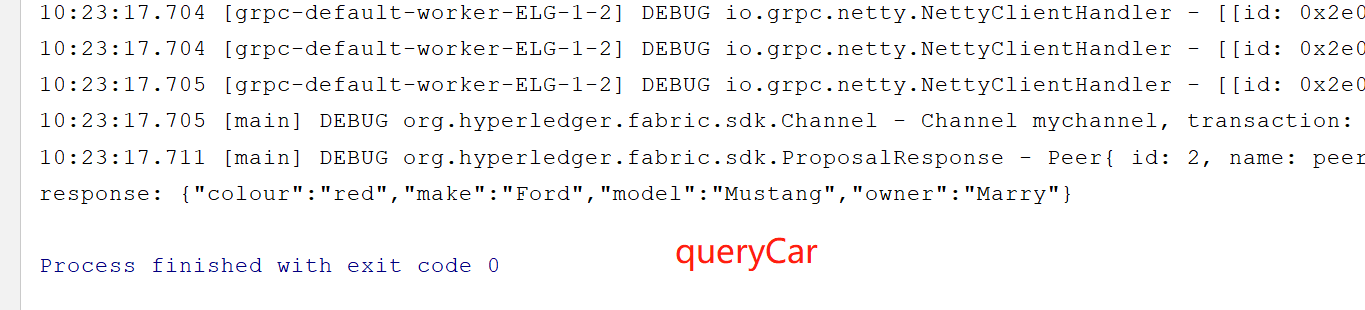 10:23:17.704 [grpc-default-worker-ELG-1-2] DEBUG io.grpc.netty.NettyClientHandler - [[id: 0x2e0
10:23:17.704 [grpc-default-worker-ELG-1-2] DEBUG io.grpc.netty.NettyClientHandler - [[id: 0x2e0
10:23:17.705 [grpc-default-worker-ELG-1-2] DEBUG io.grpc.netty.NettyClientHandler - [[id: 0x2e0
10:23:17.705 [main] DEBUG org.hyperledger.fabric.sdk.Channel - Channel mychannel, transaction:
10:23:17.711 [main] DEBUG org.hyperledger.fabric.sdk.ProposalResponse - Peer{ id: 2, name: peer
response: {"colour":"red","make":"Ford","model":"Mustang","owner":"Marry"}
queryCar
Process finished with exit code 0